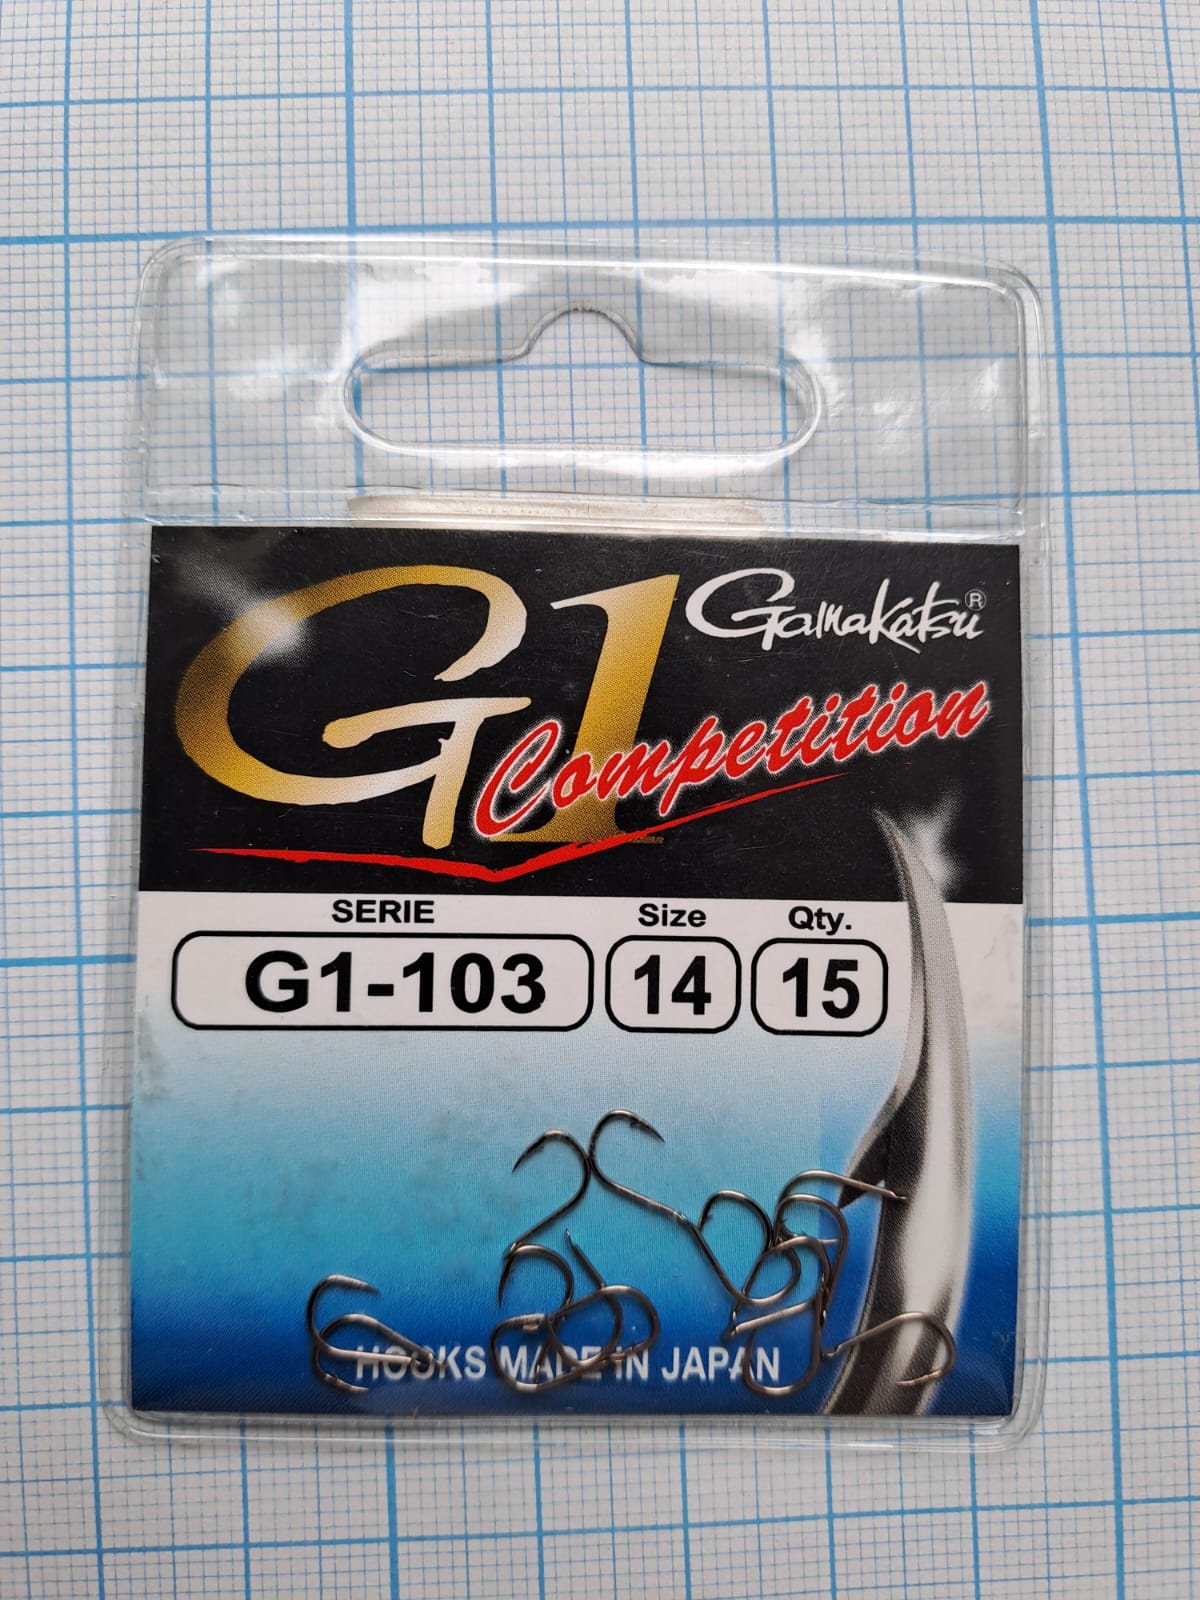 G1
Gamakatsu®
Competition
SERIE Size Qty.
G1-103 14 15
HOOKS MADE IN JAPAN